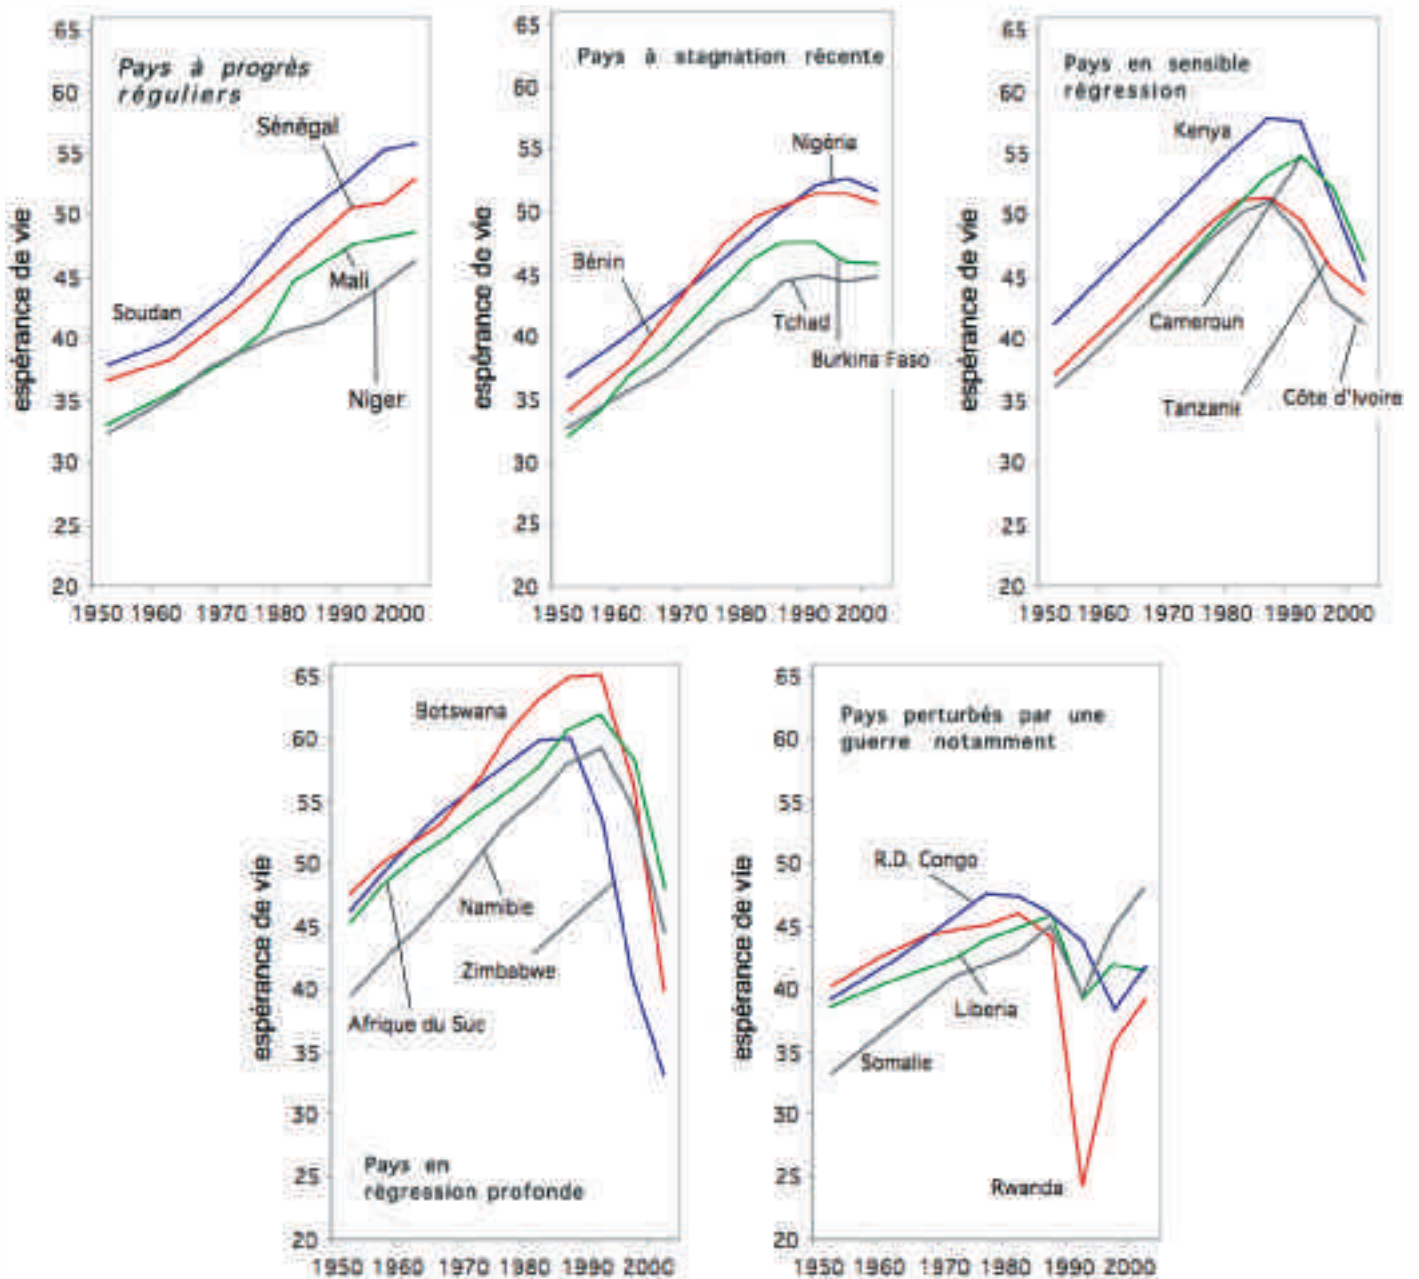 65
60
55
50
45
40
35
30
25
20
espérance de vie
Pays à progrès
réguliers
Sénégal
Soudan
Mali
Niger
1950 1960 1970 1980 1990 2000
65
60
55
50
45
40
35
30
25
20
espérance de vie
Pays à stagnation récente
Nigéria
Bénin
Tchad
Burkina Faso
1950 1960 1970 1980 1990 2000
65
60
55
50
45
40
35
30
25
20
espérance de vie
Pays en sensible
régression
Kenya
Cameroun
Tanzanie
Côte d'Ivoire
1950 1960 1970 1980 1990 2000
65
60
55
50
45
40
35
30
25
20
espérance de vie
Botswana
Namibie
Zimbabwe
Afrique du Sud
Pays en
régression profonde
1950 1960 1970 1980 1990 2000
65
60
55
50
45
40
35
30
25
20
espérance de vie
Pays perturbés par une
guerre notamment
R.D. Congo
Liberia
Somalie
Rwanda
1950 1960 1970 1980 1990 2000